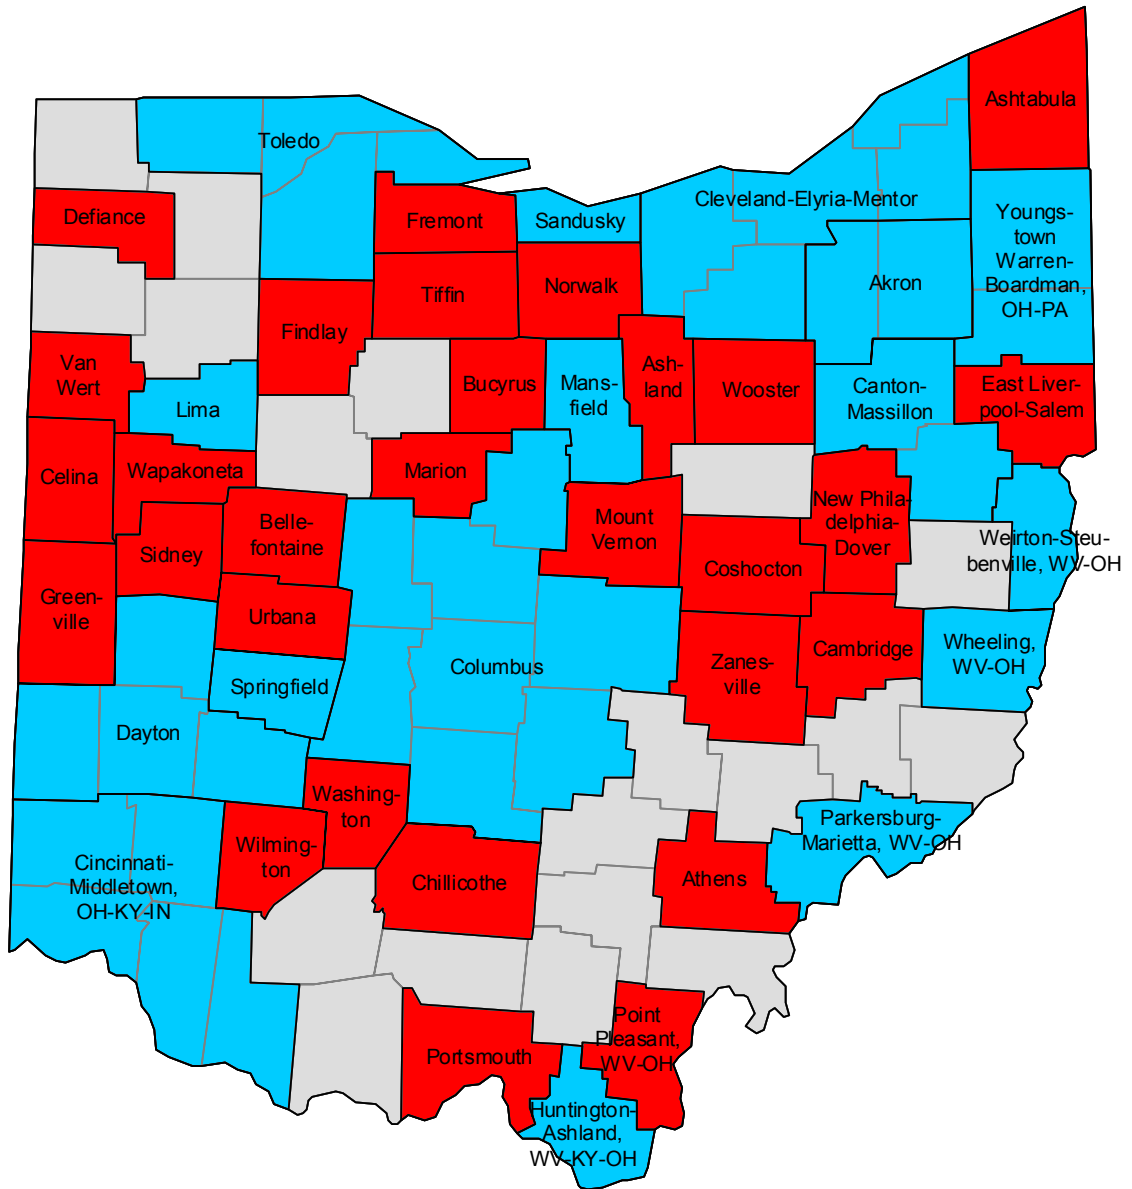 Ashtabula
Toledo
Cleveland-Elyria-Mentor
Defiance
Fremont
Sandusky
Youngs-
town
Warren-
Boardman,
OH-PA
Akron
Norwalk
Tiffin
Findlay
Van
Wert
Bucyrus
Mans-
field
Ash-
land
Wooster
Canton-
Massillon
East Liver-
pool-Salem
Lima
Celina
Wapakoneta
Marion
New Phila-
delphia-
Dover
Mount
Vernon
Belle-
fontaine
Sidney
Weirton-Steu-
benville, WV-OH
Coshocton
Green-
ville
Urbana
Cambridge
Wheeling,
WV-OH
Columbus
Zanes-
ville
Springfield
Dayton
Washing-
ton
Parkersburg-
Marietta, WV-OH
Wilming-
ton
Cincinnati-
Middletown,
OH-KY-IN
Chillicothe
Athens
Point
Pleasant,
WV-OH
Portsmouth
Huntington-
Ashland,
WV-KY-OH